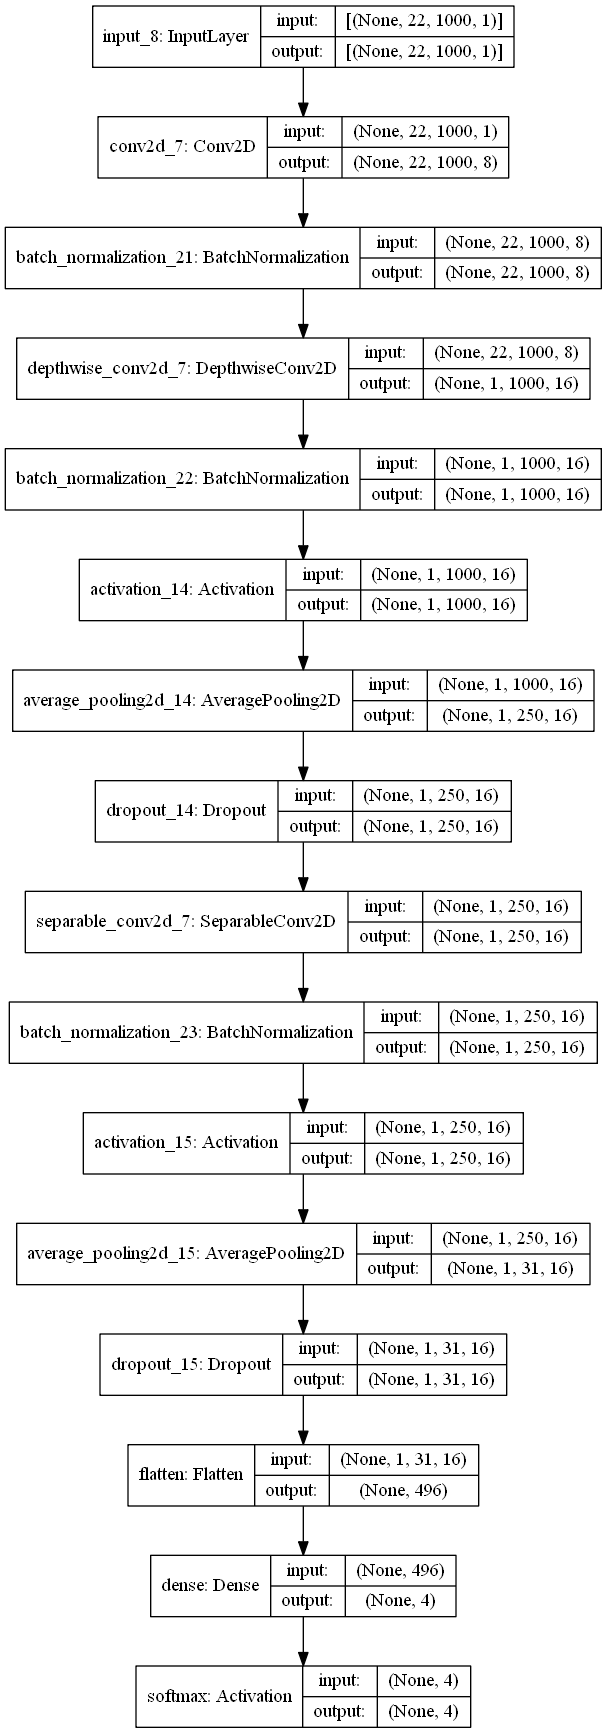 input_8: InputLayer
input: [(None, 22, 1000, 1)]
output: [(None, 22, 1000, 1)]
conv2d_7: Conv2D
input: (None, 22, 1000, 1)
output: (None, 22, 1000, 8)
batch_normalization_21: BatchNormalization
input: (None, 22, 1000, 8)
output: (None, 22, 1000, 8)
depthwise_conv2d_7: DepthwiseConv2D
input: (None, 22, 1000, 8)
output: (None, 1, 1000, 16)
batch_normalization_22: BatchNormalization
input: (None, 1, 1000, 16)
output: (None, 1, 1000, 16)
activation_14: Activation
input: (None, 1, 1000, 16)
output: (None, 1, 1000, 16)
average_pooling2d_14: AveragePooling2D
input: (None, 1, 1000, 16)
output: (None, 1, 250, 16)
dropout_14: Dropout
input: (None, 1, 250, 16)
output: (None, 1, 250, 16)
separable_conv2d_7: SeparableConv2D
input: (None, 1, 250, 16)
output: (None, 1, 250, 16)
batch_normalization_23: BatchNormalization
input: (None, 1, 250, 16)
output: (None, 1, 250, 16)
activation_15: Activation
input: (None, 1, 250, 16)
output: (None, 1, 250, 16)
average_pooling2d_15: AveragePooling2D
input: (None, 1, 250, 16)
output: (None, 1, 31, 16)
dropout_15: Dropout
input: (None, 1, 31, 16)
output: (None, 1, 31, 16)
flatten: Flatten
input: (None, 1, 31, 16)
output: (None, 496)
dense: Dense
input: (None, 496)
output: (None, 4)
softmax: Activation
input: (None, 4)
output: (None, 4)